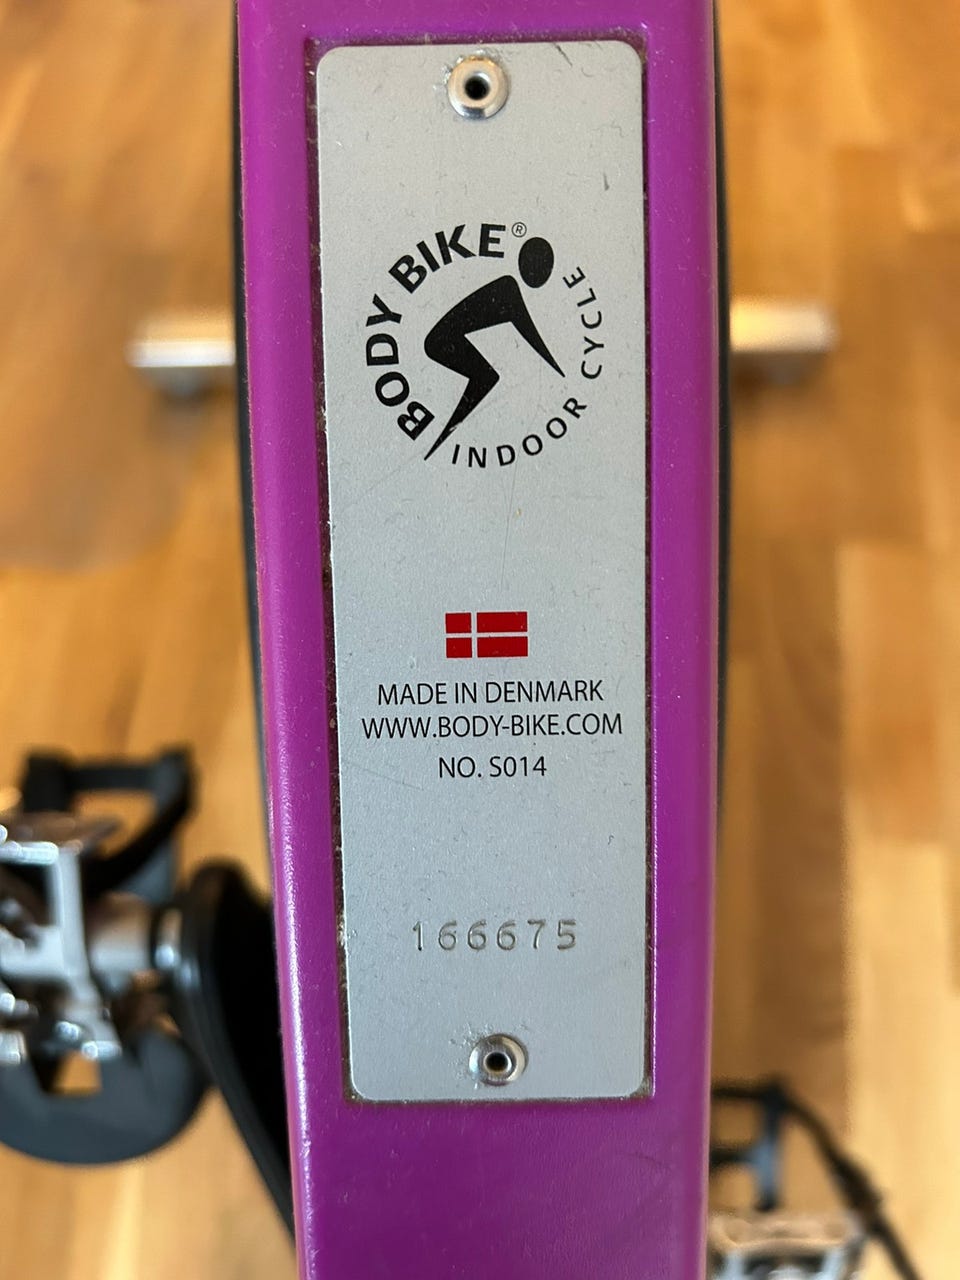 BODY BIKE®
INDOOR CYCLE
MADE IN DENMARK
WWW.BODY-BIKE.COM
NO. S014
166675